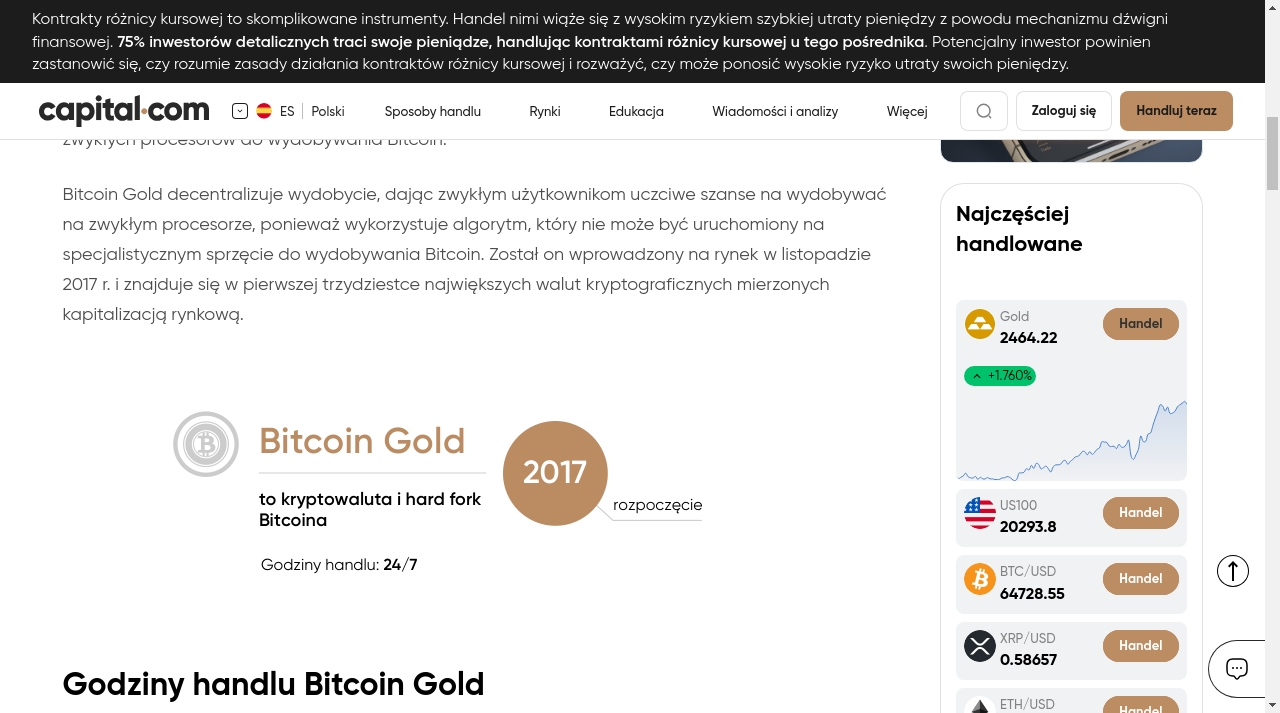 Kontrakty różnicy kursowej to skomplikowane instrumenty. Handel nimi wiąże się z wysokim ryzykiem szybkiej utraty pieniędzy z powodu mechanizmu dźwigni
finansowej. 75% inwestorów detalicznych traci swoje pieniądze, handlując kontraktami różnicy kursowej u tego pośrednika. Potencjalny inwestor powinien
zastanowić się, czy rozumie zasady działania kontraktów różnicy kursowej i rozważyć, czy może ponosić wysokie ryzyko utraty swoich pieniędzy.
capital.com
ES
Polski
Sposoby handlu
Rynki
Edukacja
Wiadomości i analizy
Więcej
Zaloguj się
Handluj teraz
zwykłych procesorów do wydobywania Bitcoin.
Bitcoin Gold decentralizuje wydobycie, dając zwykłym użytkownikom uczciwe szanse na wydobywać
na zwykłym procesorze, ponieważ wykorzystuje algorytm, który nie może być uruchomiony na
specjalistycznym sprzęcie do wydobywania Bitcoin. Został on wprowadzony na rynek w listopadzie
2017 r. i znajduje się w pierwszej trzydziestce największych walut kryptograficznych mierzonych
kapitalizacją rynkową.
Bitcoin Gold
to kryptowaluta i hard fork
Bitcoina
Godziny handlu: 24/7
2017
rozpoczęcie
Godziny handlu Bitcoin Gold
Najczęściej
handlowane
Gold
2464.22
Handel
+1.760%
US100
20293.8
Handel
BTC/USD
64728.55
Handel
XRP/USD
0.58657
Handel
ETH/USD
Handel